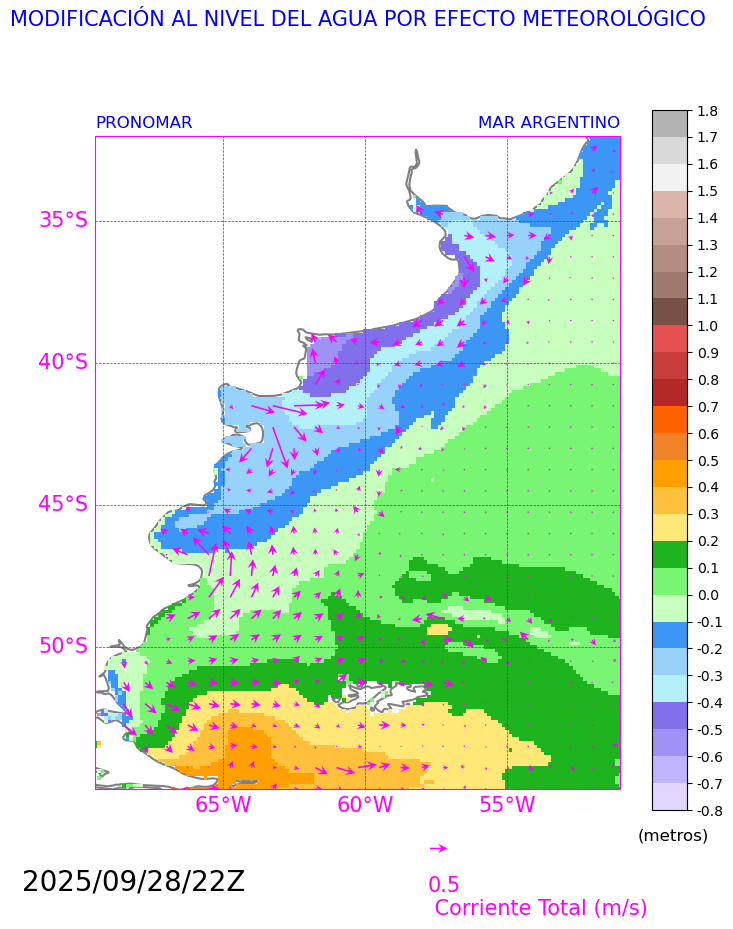 MODIFICACIÓN AL NIVEL DEL AGUA POR EFECTO METEOROLÓGICO
PRONOMAR MAR ARGENTINO
1.8
1.7
1.6
1.5
1.4
1.3
1.2
1.1
1.0
0.9
0.8
0.7
0.6
0.5
0.4
0.3
0.2
0.1
0.0
-0.1
-0.2
-0.3
-0.4
-0.5
-0.6
-0.7
-0.8
(metros)
35°S
40°S
45°S
50°S
65°W 60°W 55°W
2025/09/28/22Z
0.5
Corriente Total (m/s)